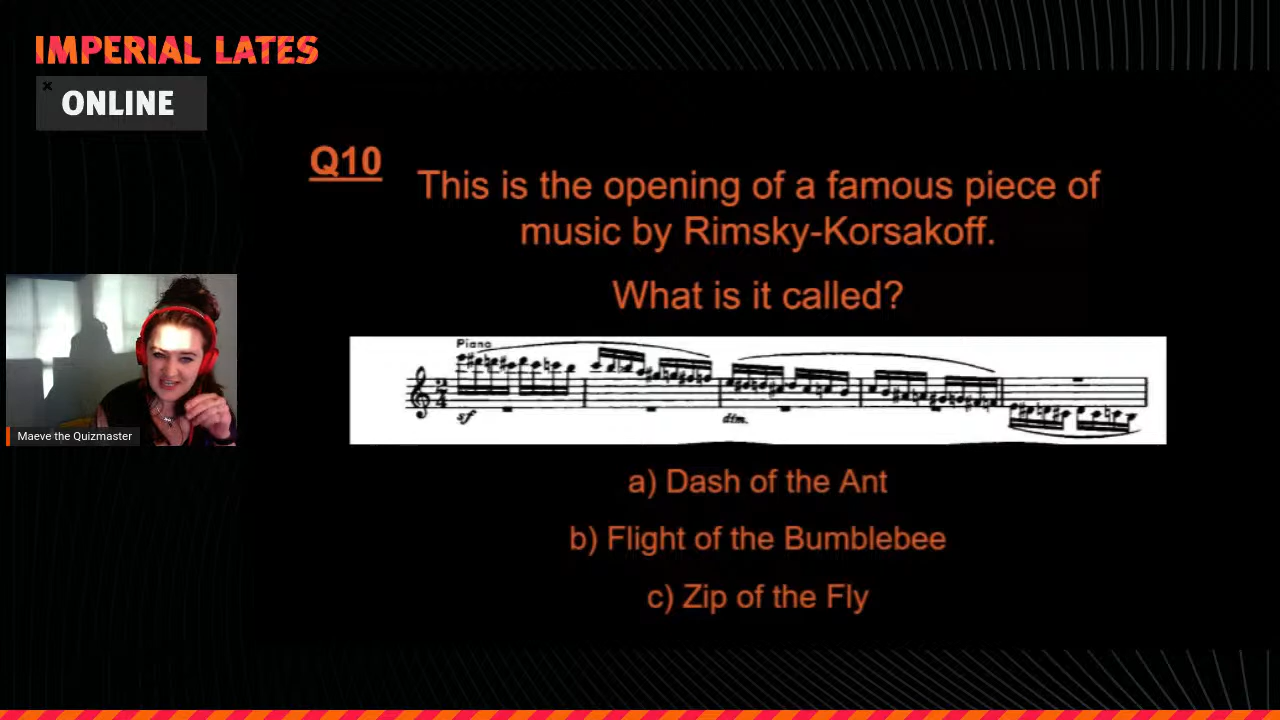 IMPERIAL LATES
ONLINE
Q10
This is the opening of a famous piece of
music by Rimsky-Korsakoff.
What is it called?
Piano
2
4
sf
dim.
Maeve the Quizmaster
a) Dash of the Ant
b) Flight of the Bumblebee
c) Zip of the Fly